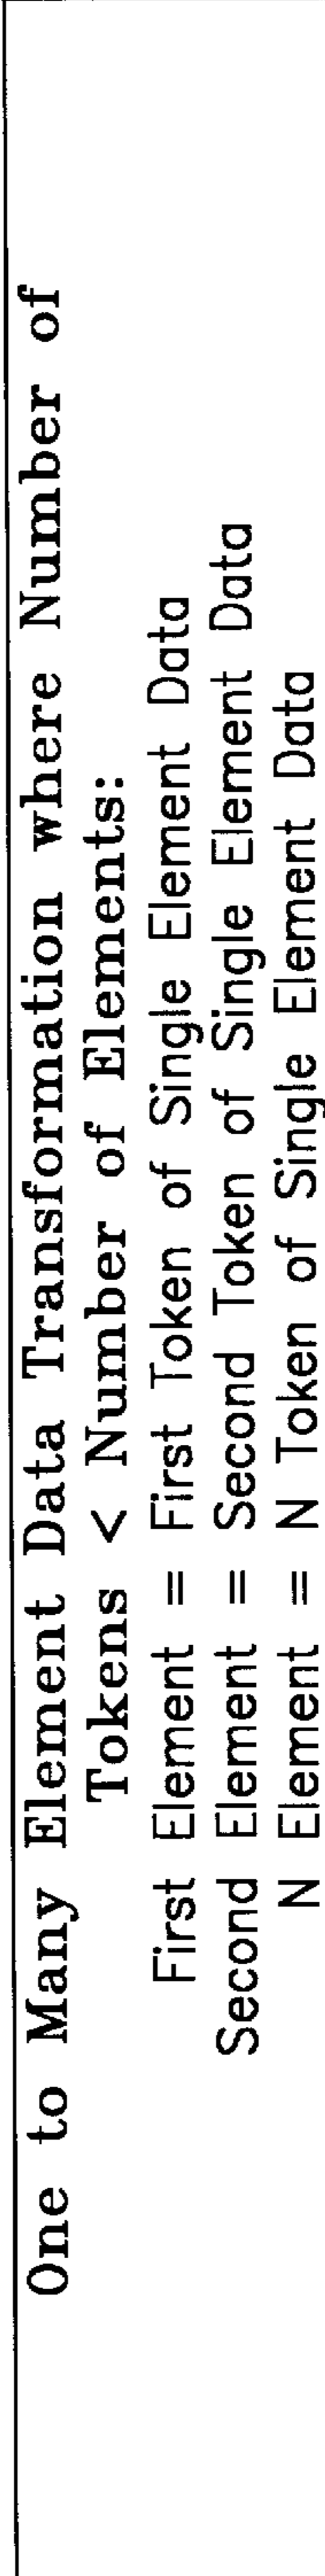 One to Many Element Data Transformation where Number of
Tokens < Number of Elements:
First Element = First Token of Single Element Data
Second Element = Second Token of Single Element Data
N Element = N Token of Single Element Data